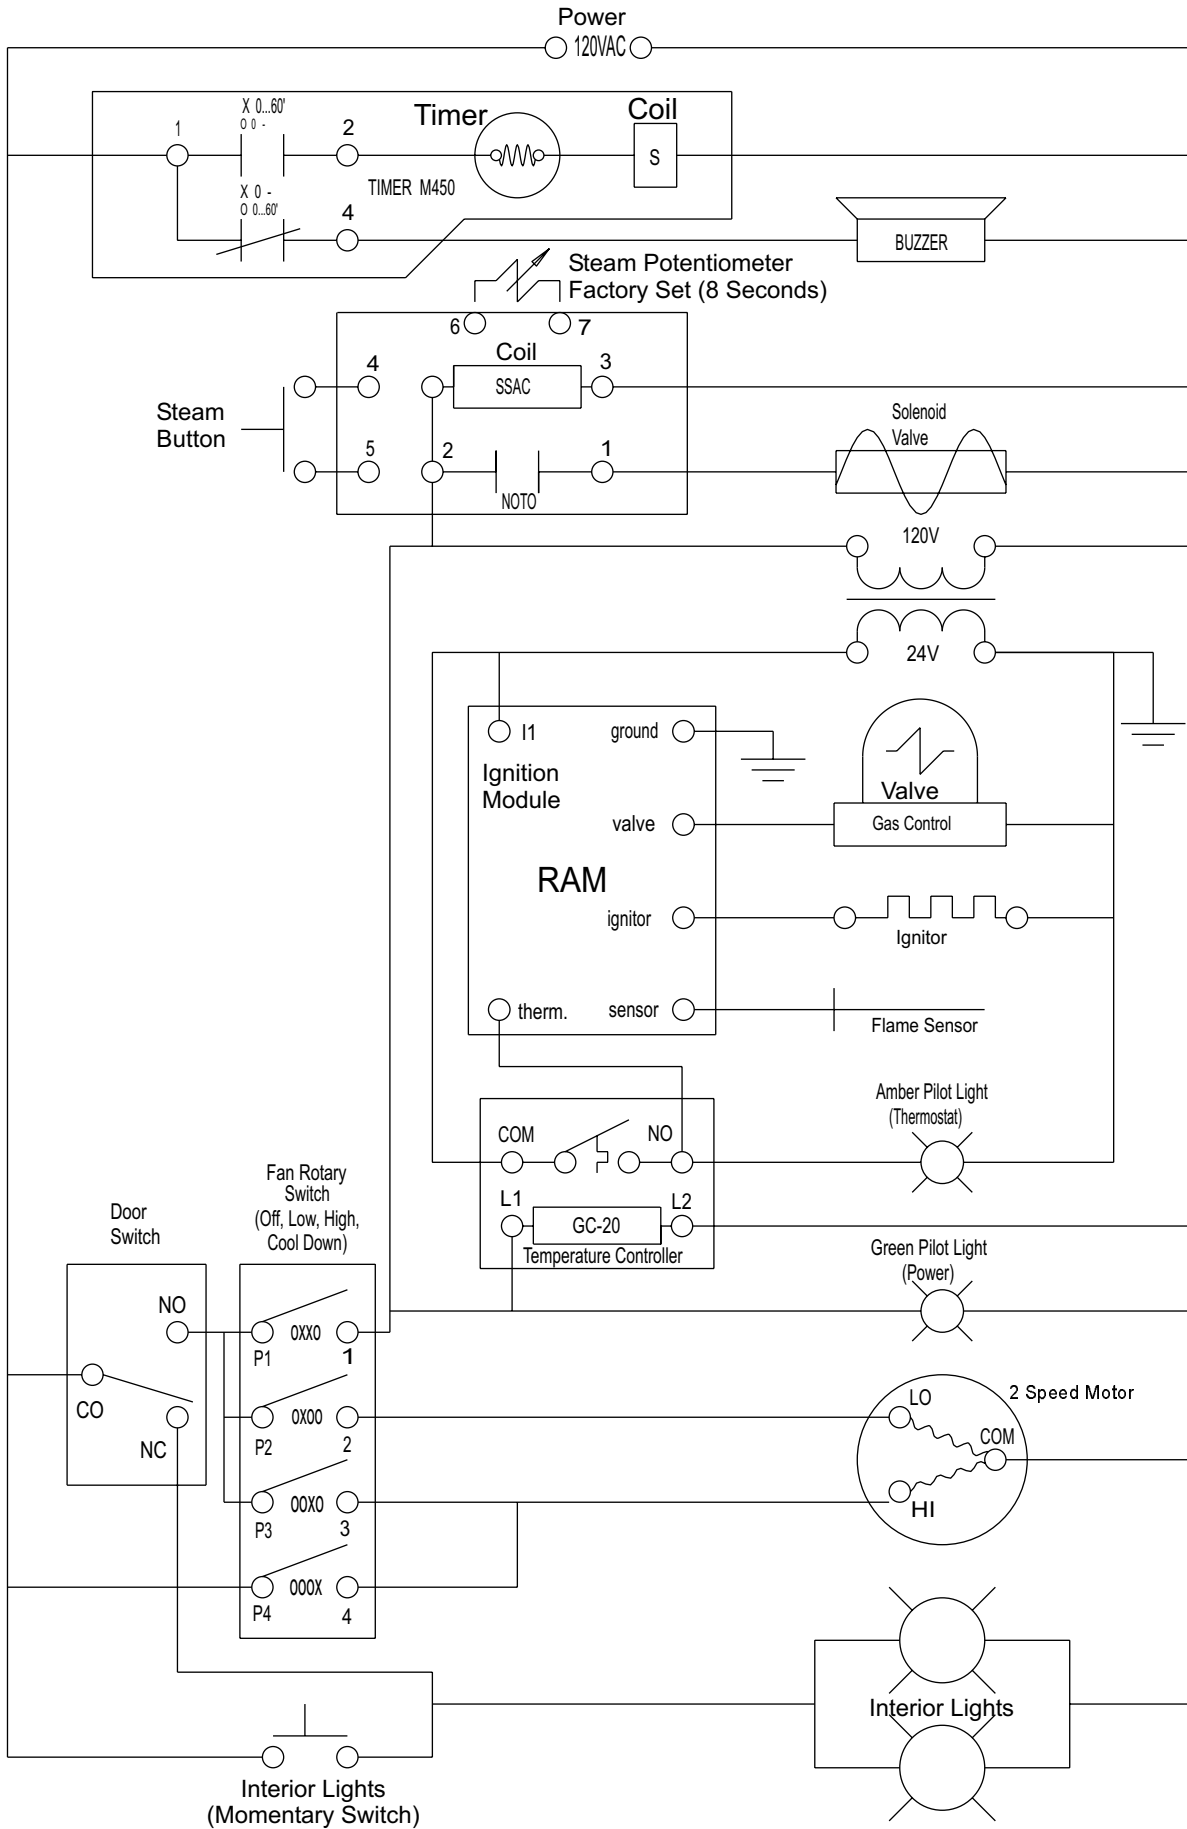 Power
120VAC
X 0...60'
O 0 -
1
2
Timer
Coil
S
TIMER M450
X 0 -
O 0...60'
4
BUZZER
Steam Potentiometer
Factory Set (8 Seconds)
6
7
Coil
4
SSAC
3
Steam
Button
5
2
1
NOTO
Solenoid
Valve
120V
24V
I1
ground
Ignition
Module
Valve
valve
Gas Control
RAM
ignitor
Ignitor
therm.
sensor
Flame Sensor
Amber Pilot Light
(Thermostat)
COM
NO
L1
GC-20
L2
Temperature Controller
Fan Rotary
Switch
(Off, Low, High,
Cool Down)
Door
Switch
Green Pilot Light
(Power)
NO
0XX0
P1
1
CO
NC
0X00
P2
2
LO
2 Speed Motor
COM
HI
00X0
P3
3
000X
P4
4
Interior Lights
Interior Lights
(Momentary Switch)